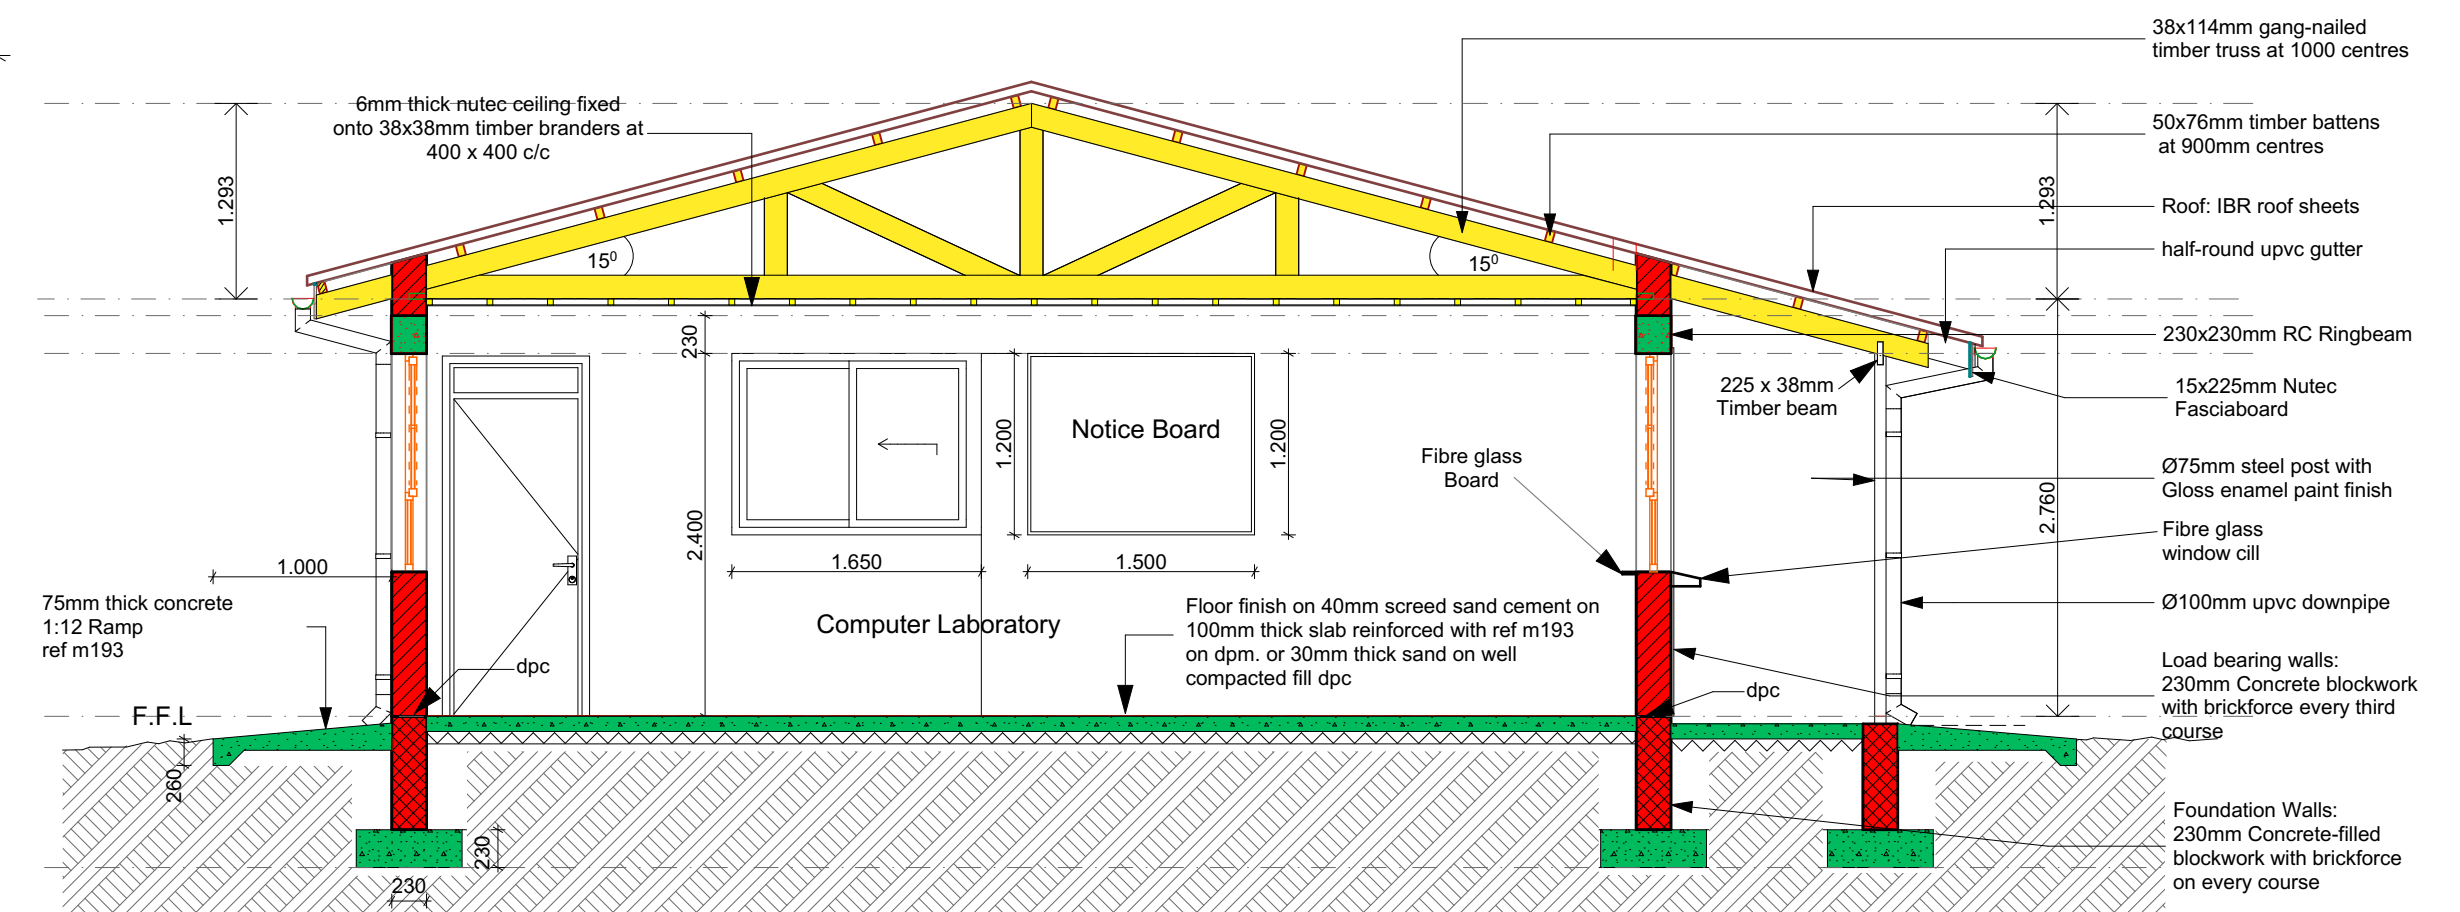 38x114mm gang-nailed
timber truss at 1000 centres
6mm thick nutec ceiling fixed
onto 38x38mm timber branders at
400 x 400 c/c
50x76mm timber battens
at 900mm centres
1.293
1.293
Roof: IBR roof sheets
half-round upvc gutter
15⁰
15⁰
230
230x230mm RC Ringbeam
225 x 38mm
Timber beam
15x225mm Nutec
Fasciaboard
Notice Board
1.200
1.200
Fibre glass
Board
Ø75mm steel post with
Gloss enamel paint finish
2.760
2.400
Fibre glass
window cill
1.000
1.650
1.500
75mm thick concrete
1:12 Ramp
ref m193
Computer Laboratory
Floor finish on 40mm screed sand cement on
100mm thick slab reinforced with ref m193
on dpm. or 30mm thick sand on well
compacted fill dpc
Ø100mm upvc downpipe
dpc
dpc
Load bearing walls:
230mm Concrete blockwork
with brickforce every third
course
F.F.L
260
230
230
Foundation Walls:
230mm Concrete-filled
blockwork with brickforce
on every course